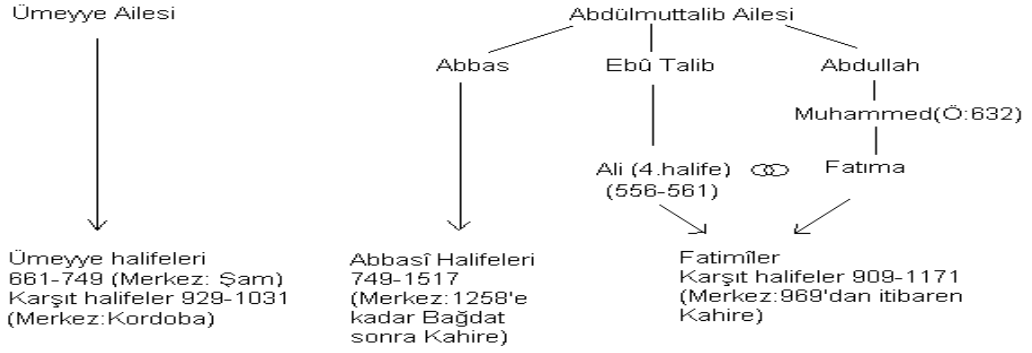 Ümeyye Ailesi
Abdülmuttalib Ailesi
Abbas
Ebû Talib
Abdullah
Muhammed(Ö:632)
Ali (4.halife)
(556-561)
Fatıma
Ümeyye halifeleri
661-749 (Merkez: Şam)
Karşıt halifeler 929-1031
(Merkez:Kordoba)
Abbasî Halifeleri
749-1517
(Merkez:1258'e
kadar Bağdat
sonra Kahire)
Fatimîler
Karşıt halifeler 909-1171
(Merkez:969'dan itibaren
Kahire)